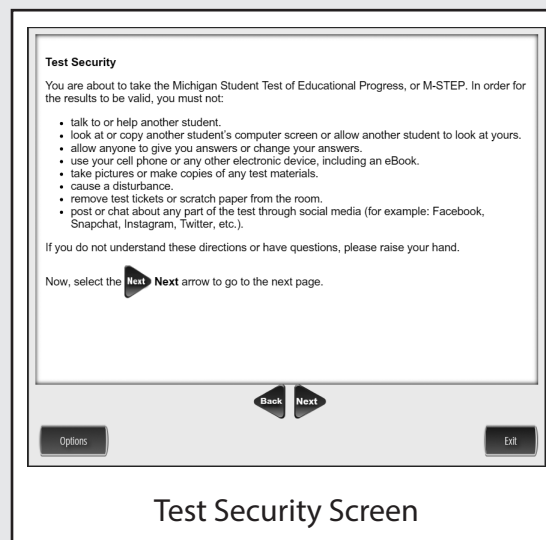 Test Security
You are about to take the Michigan Student Test of Educational Progress, or M-STEP. In order for
the results to be valid, you must not:
• talk to or help another student.
• look at or copy another student's computer screen or allow another student to look at yours.
• allow anyone to give you answers or change your answers.
• use your cell phone or any other electronic device, including an eBook.
• take pictures or make copies of any test materials.
• cause a disturbance.
• remove test tickets or scratch paper from the room.
• post or chat about any part of the test through social media (for example: Facebook,
Snapchat, Instagram, Twitter, etc.).
If you do not understand these directions or have questions, please raise your hand.
Now, select the Next Next arrow to go to the next page.
Back Next
Options Exit
Test Security Screen